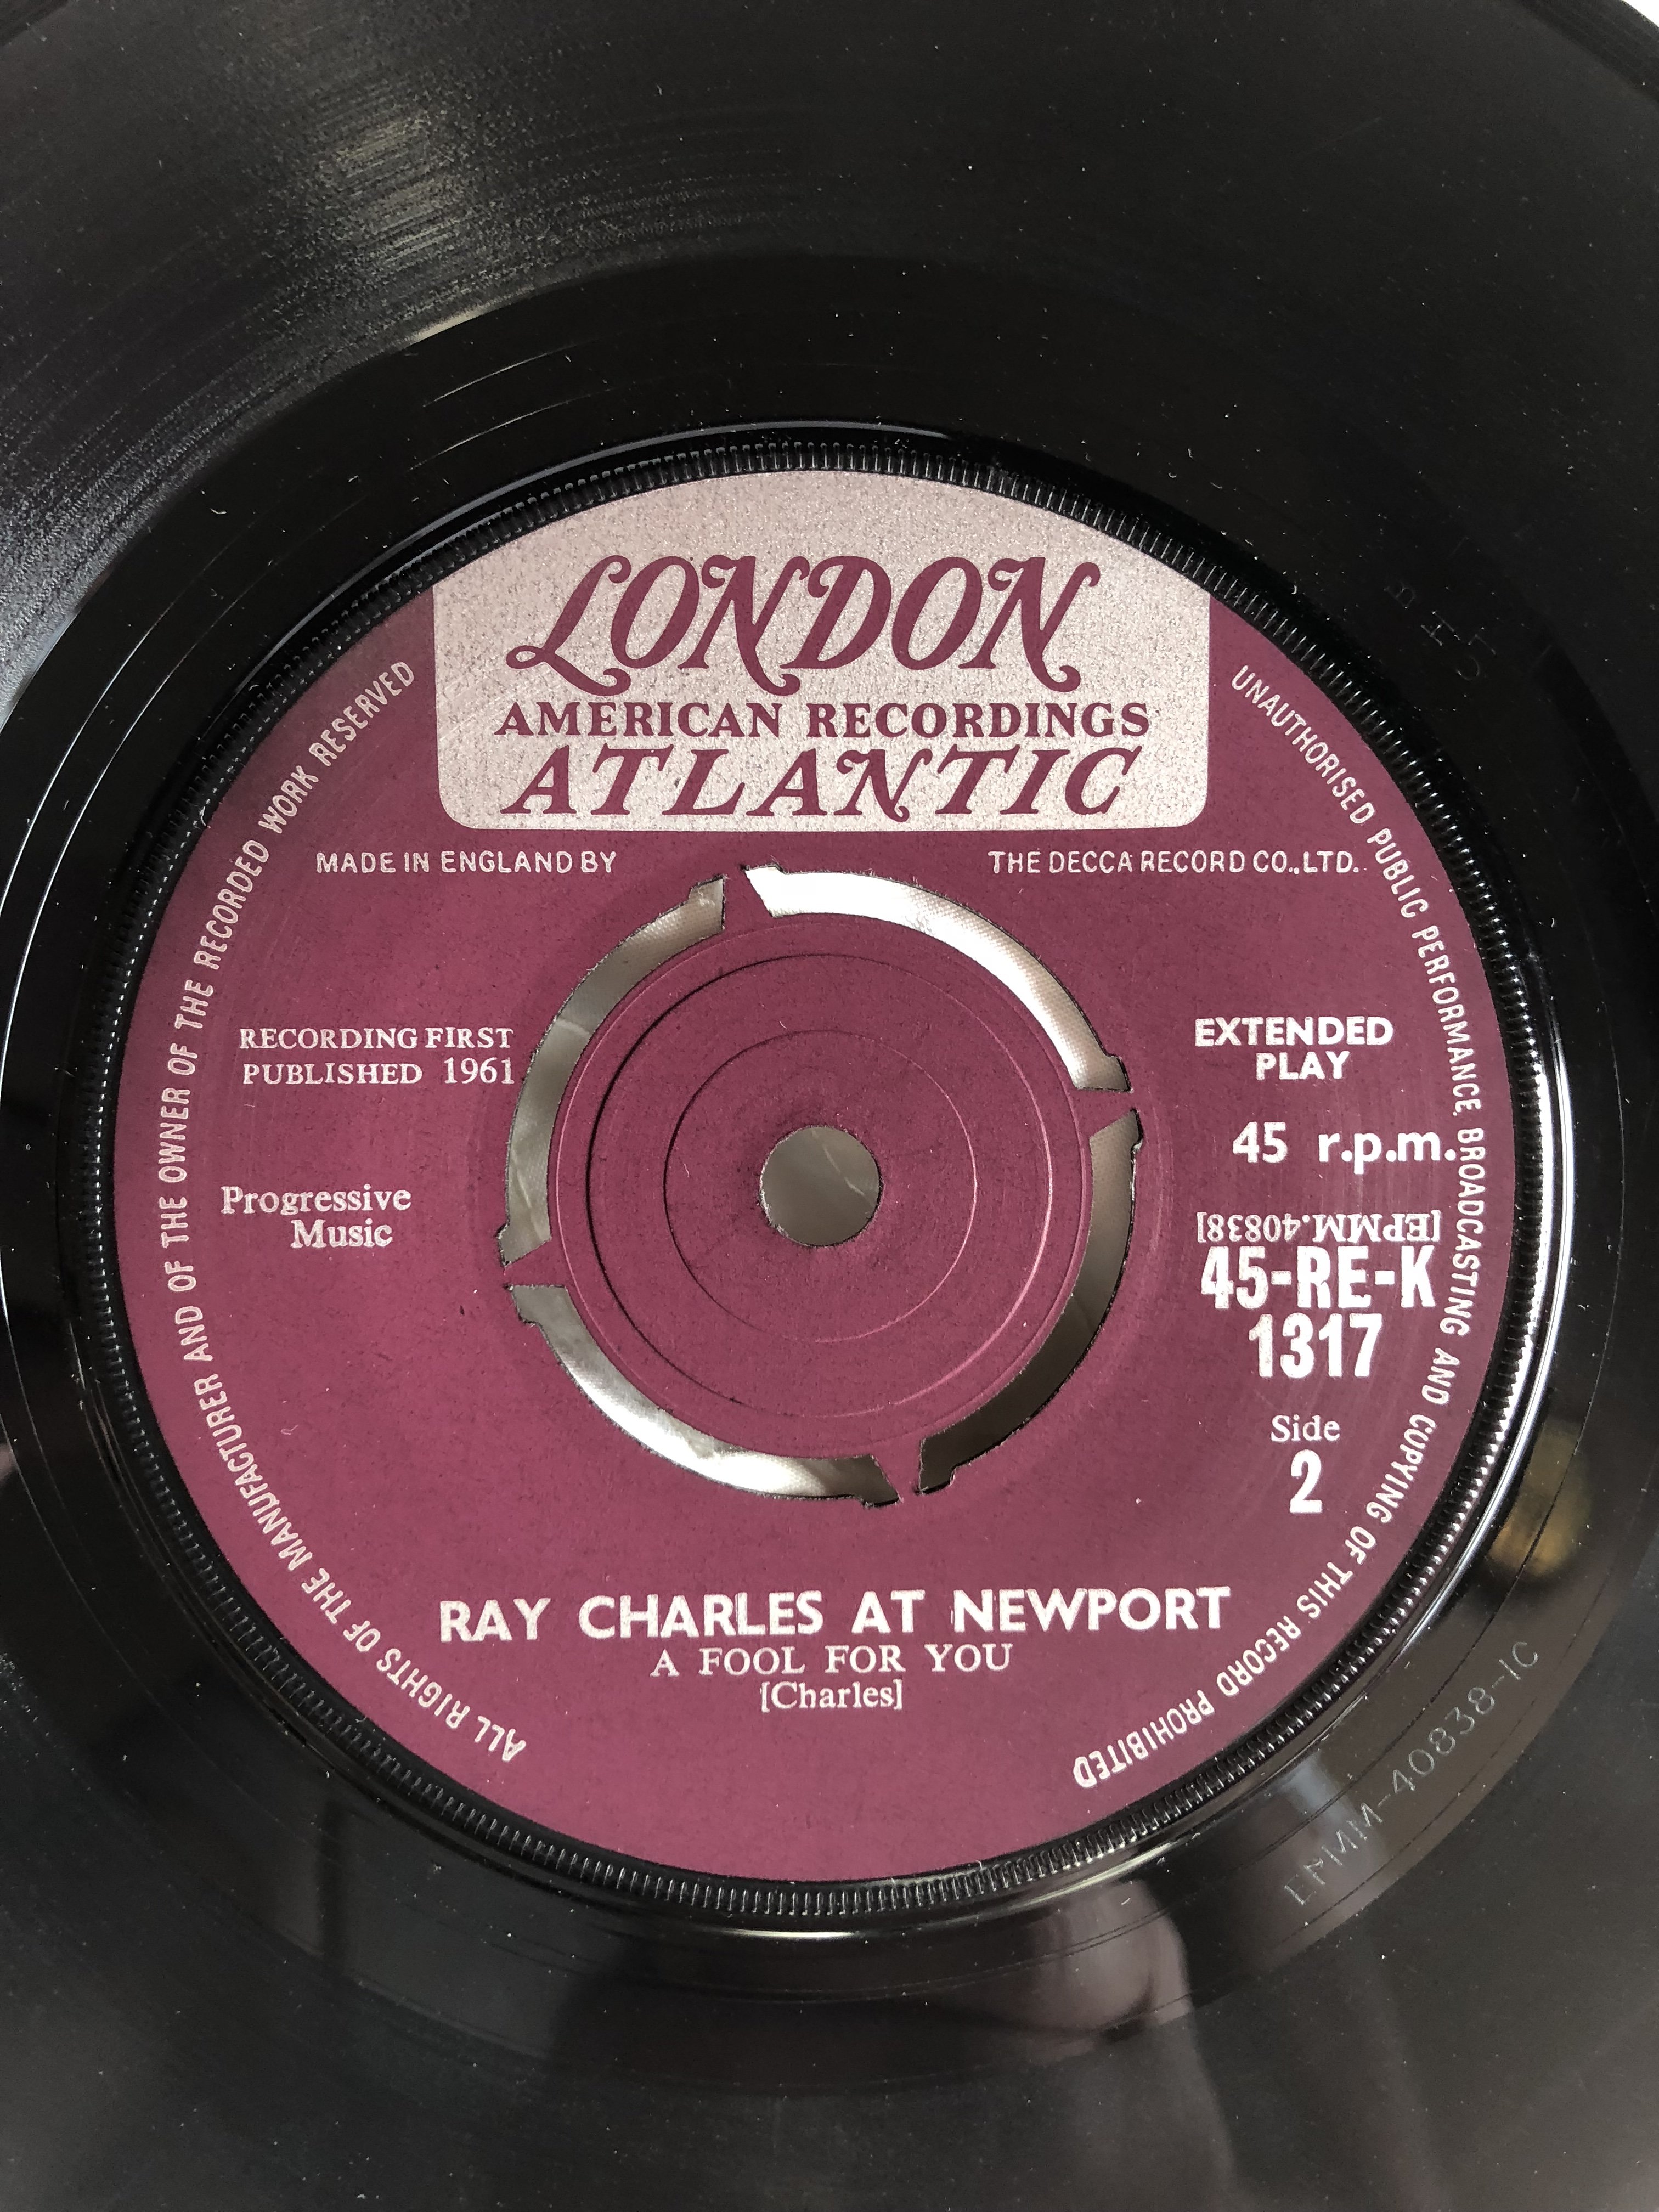 LONDON
AMERICAN RECORDINGS
ATLANTIC
MADE IN ENGLAND BY THE DECCA RECORD CO., LTD.
RECORDING FIRST
PUBLISHED 1961
Progressive
Music
EXTENDED
PLAY
45 r.p.m.
[EPMM.40838]
45-RE-K
1317
Side
2
RAY CHARLES AT NEWPORT
A FOOL FOR YOU
[Charles]
ALL RIGHTS OF THE MANUFACTURER AND OF THE OWNER OF THE RECORDED WORK RESERVED
UNAUTHORISED PUBLIC PERFORMANCE, BROADCASTING AND COPYING OF THIS RECORD PROHIBITED
EPMM-40838-1C